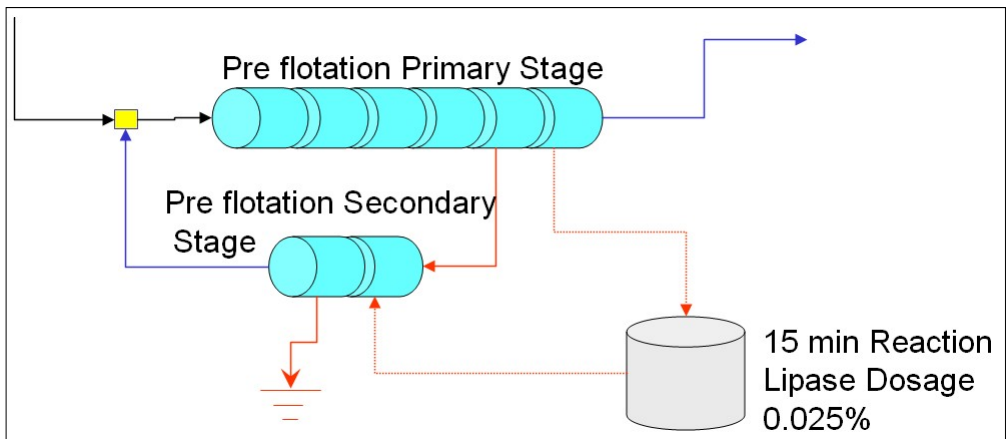 Pre flotation Primary Stage
Pre flotation Secondary
Stage
15 min Reaction
Lipase Dosage
0.025%